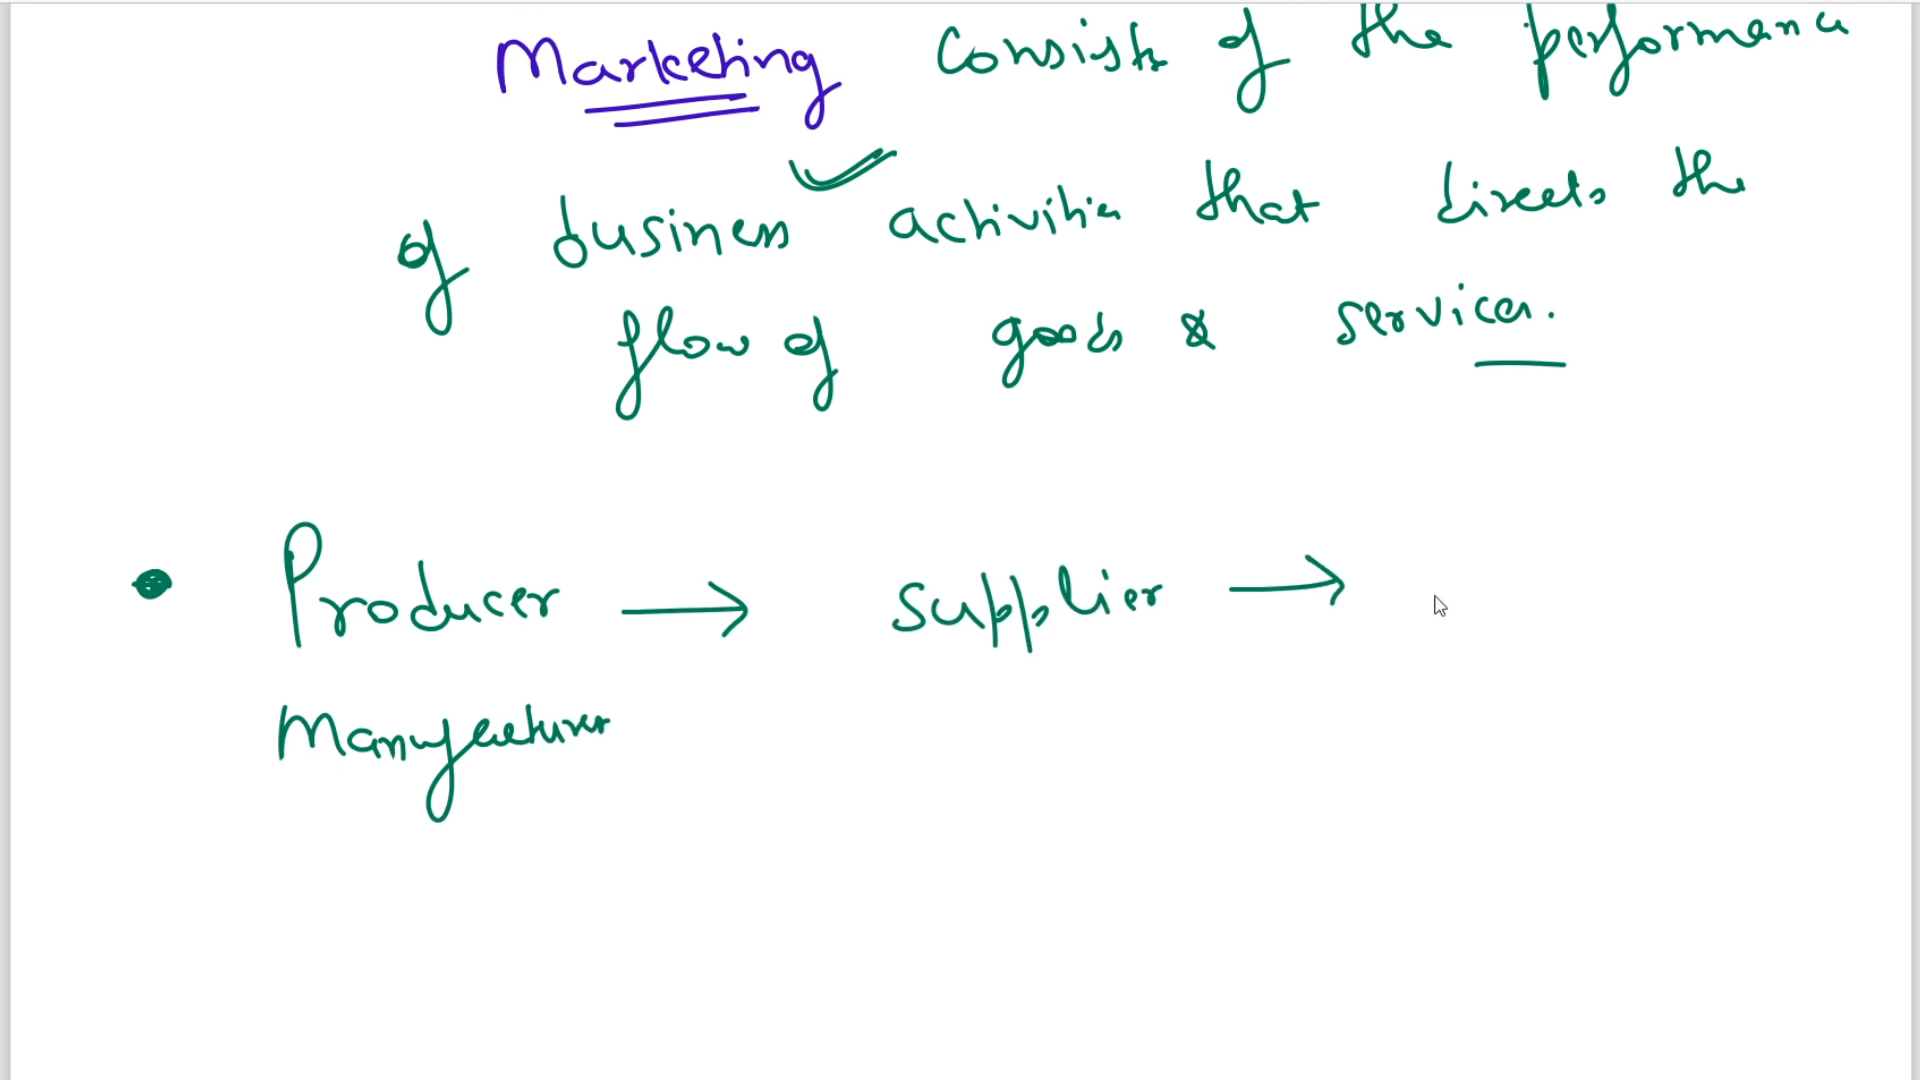 Marketing Consists of the performance
of business activities that directs the
flow of goods & services.
Producer → Supplier →
Manufacturer